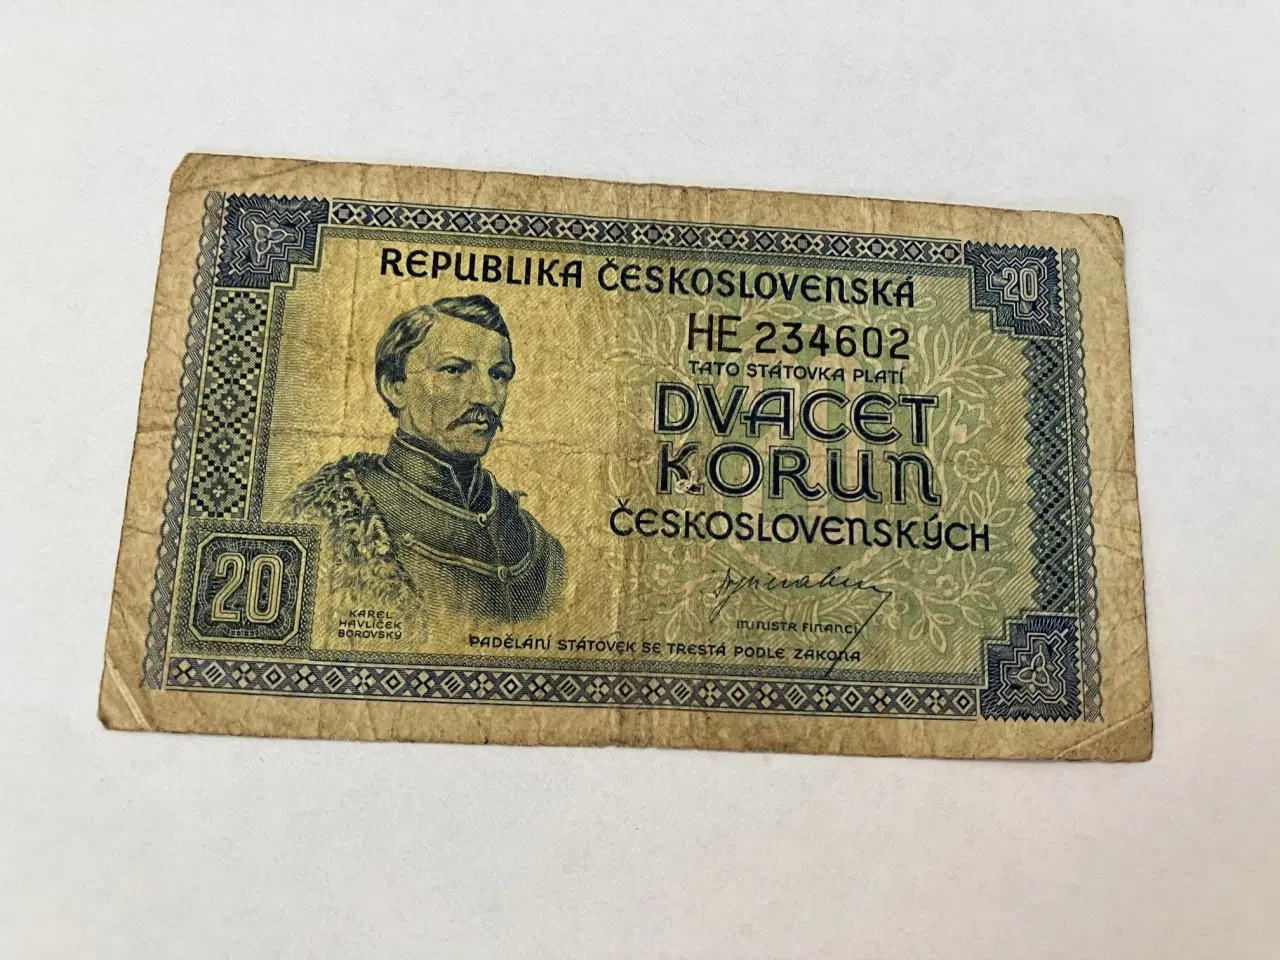 REPUBLIKA ČESKOSLOVENSKÁ
20
HE 234602
TATO STÁTOVKA PLATÍ
DVACET
KORUN
ČESKOSLOVENSKÝCH
20
KAREL
HAVLÍČEK
BOROVSKÝ
MINISTR FINANCÍ
PADĚLÁNÍ STÁTOVEK SE TRESTÁ PODLE ZÁKONA